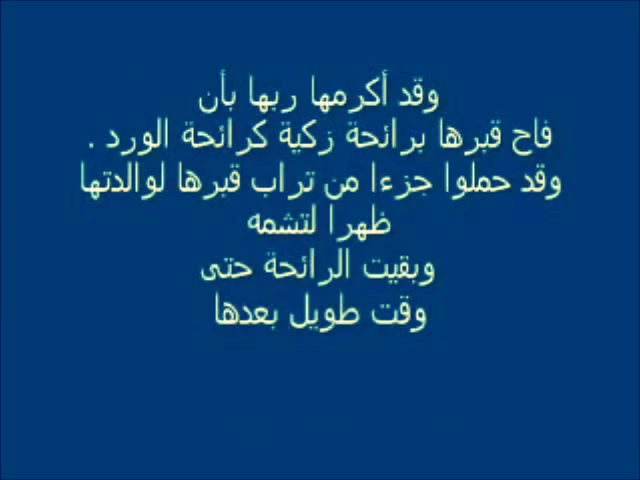 وقد أكرمها ربها بأن
فاح قبرها برائحة زكية كرائحة الورد .
وقد حملوا جزءا من تراب قبرها لوالدتها
ظهرا لتشمه
وبقيت الرائحة حتى
وقت طويل بعدها